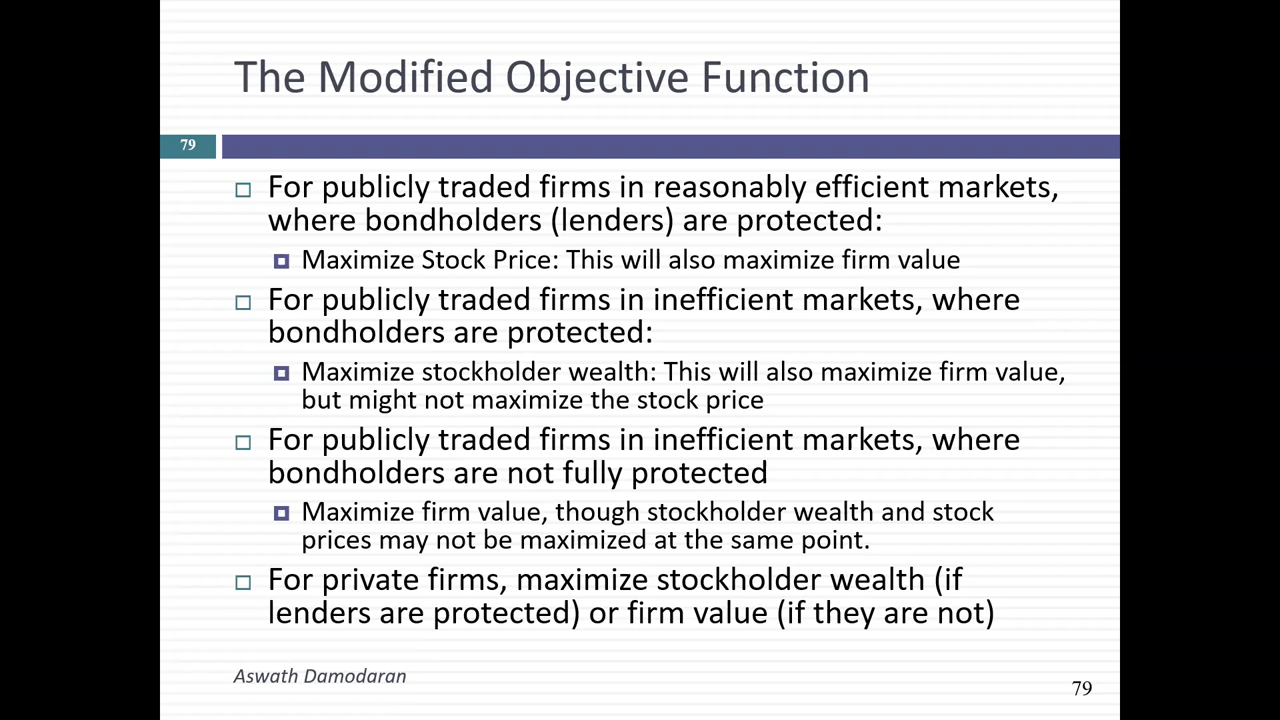 The Modified Objective Function
79
For publicly traded firms in reasonably efficient markets,
where bondholders (lenders) are protected:
Maximize Stock Price: This will also maximize firm value
For publicly traded firms in inefficient markets, where
bondholders are protected:
Maximize stockholder wealth: This will also maximize firm value,
but might not maximize the stock price
For publicly traded firms in inefficient markets, where
bondholders are not fully protected
Maximize firm value, though stockholder wealth and stock
prices may not be maximized at the same point.
For private firms, maximize stockholder wealth (if
lenders are protected) or firm value (if they are not)
Aswath Damodaran
79